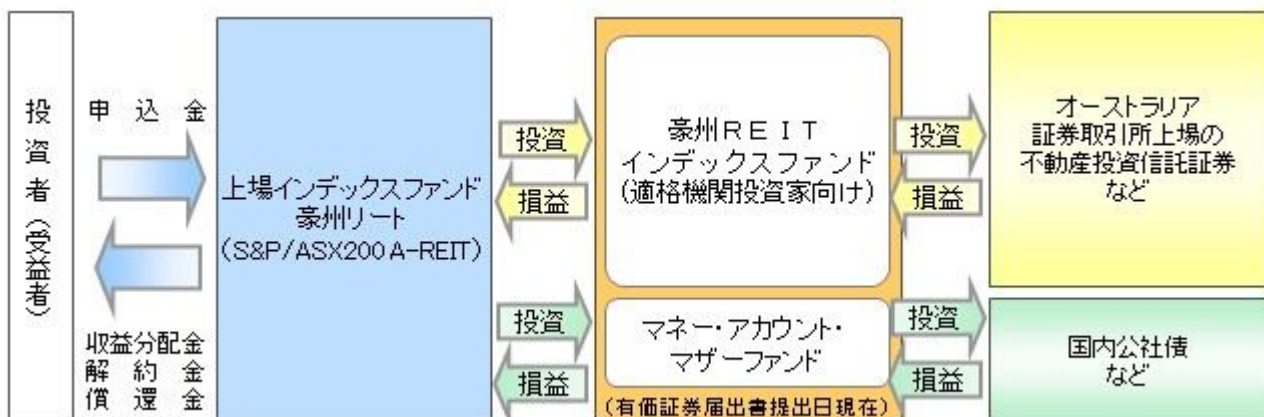 投資者(受益者)
申込金
収益分配金
解約金
償還金
上場インデックスファンド
豪州リート
(S&P/ASX200 A-REIT)
投資
損益
投資
損益
豪州REIT
インデックスファンド
(適格機関投資家向け)
マネー・アカウント・
マザーファンド
(有価証券届出書提出日現在)
投資
損益
投資
損益
オーストラリア
証券取引所上場の
不動産投資信託証券
など
国内公社債
など